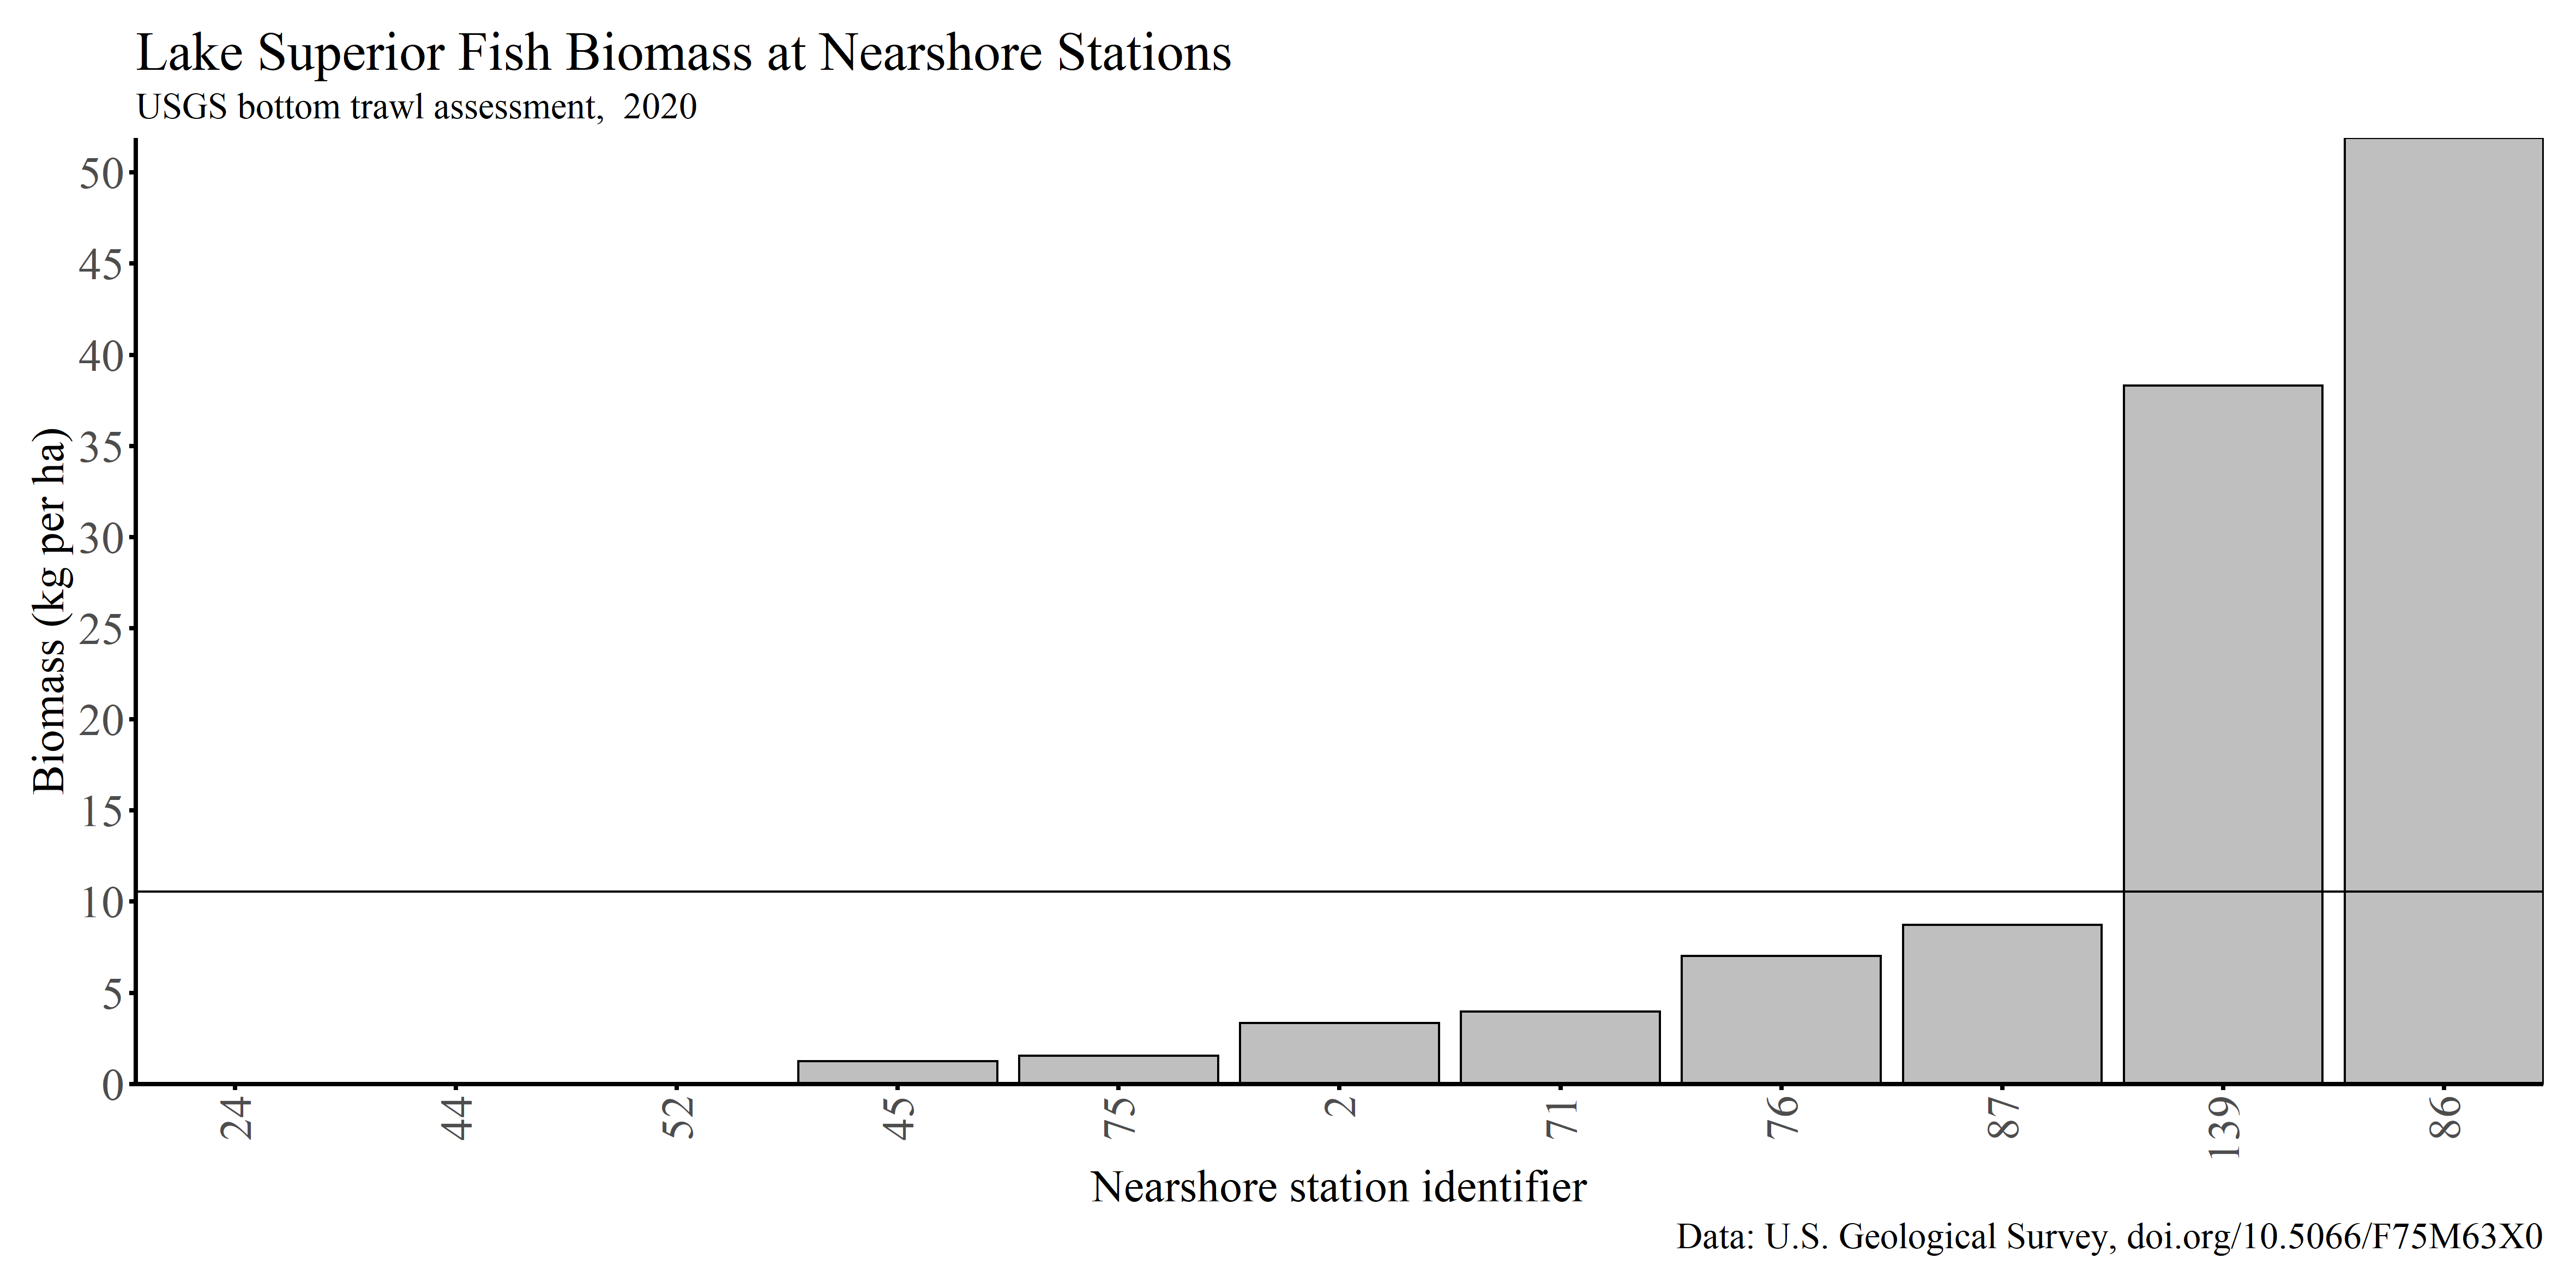 Lake Superior Fish Biomass at Nearshore Stations
USGS bottom trawl assessment,  2020
Biomass (kg per ha)
50
45
40
35
30
25
20
15
10
5
0
24 44 52 45 75 2 71 76 87 139 86
Nearshore station identifier
Data: U.S. Geological Survey, doi.org/10.5066/F75M63X0